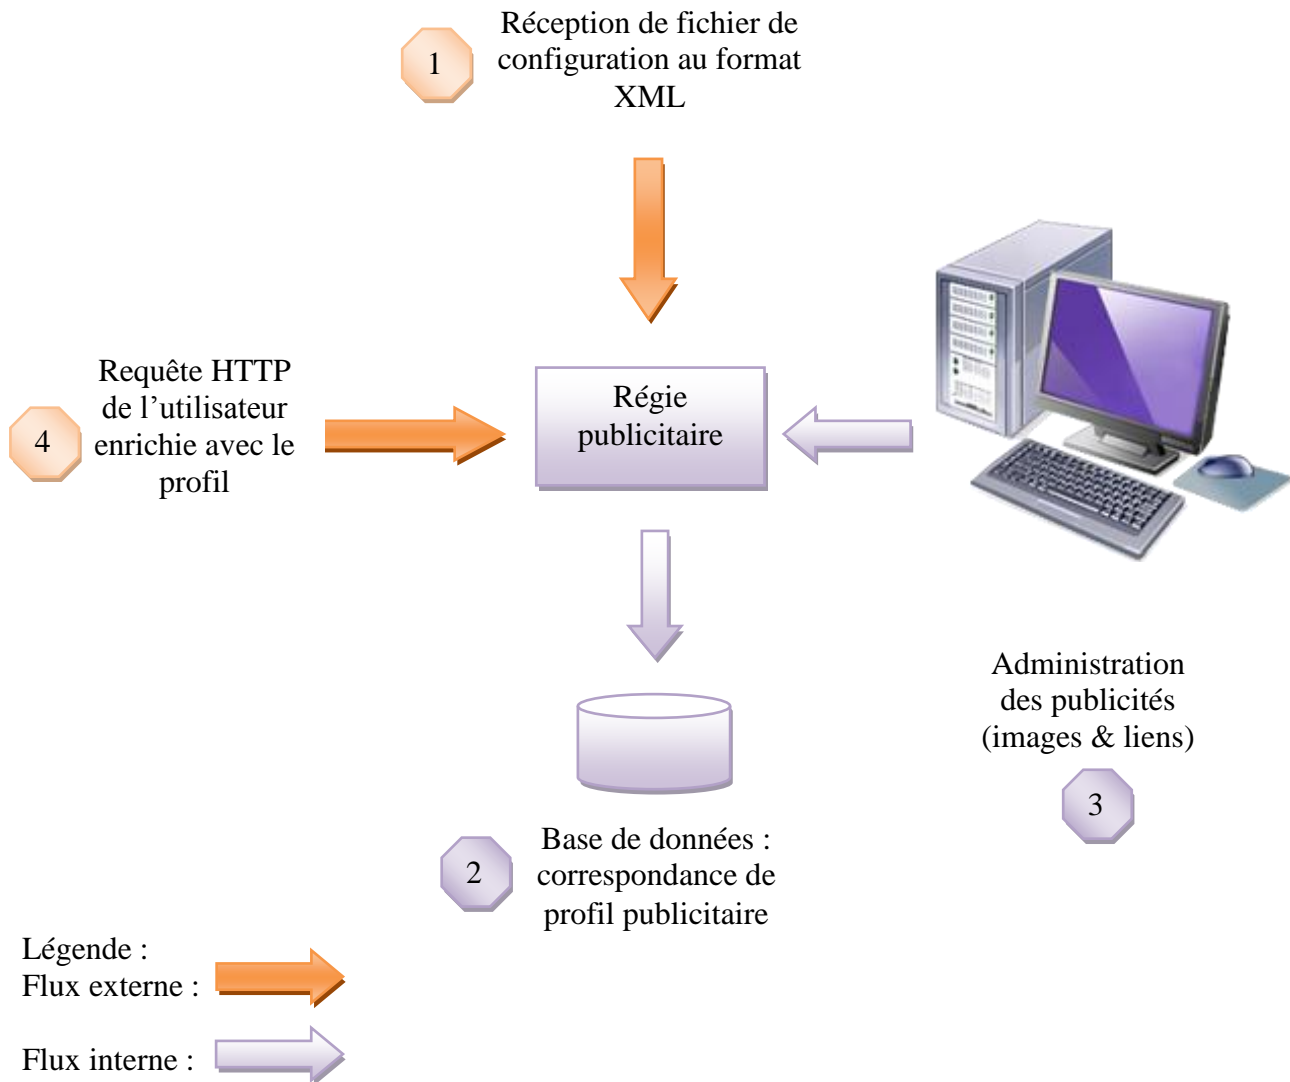 1
Réception de fichier de
configuration au format
XML
4
Requête HTTP
de l’utilisateur
enrichie avec le
profil
Régie
publicitaire
Administration
des publicités
(images & liens)
3
2
Base de données :
correspondance de
profil publicitaire
Légende :
Flux externe :
Flux interne :